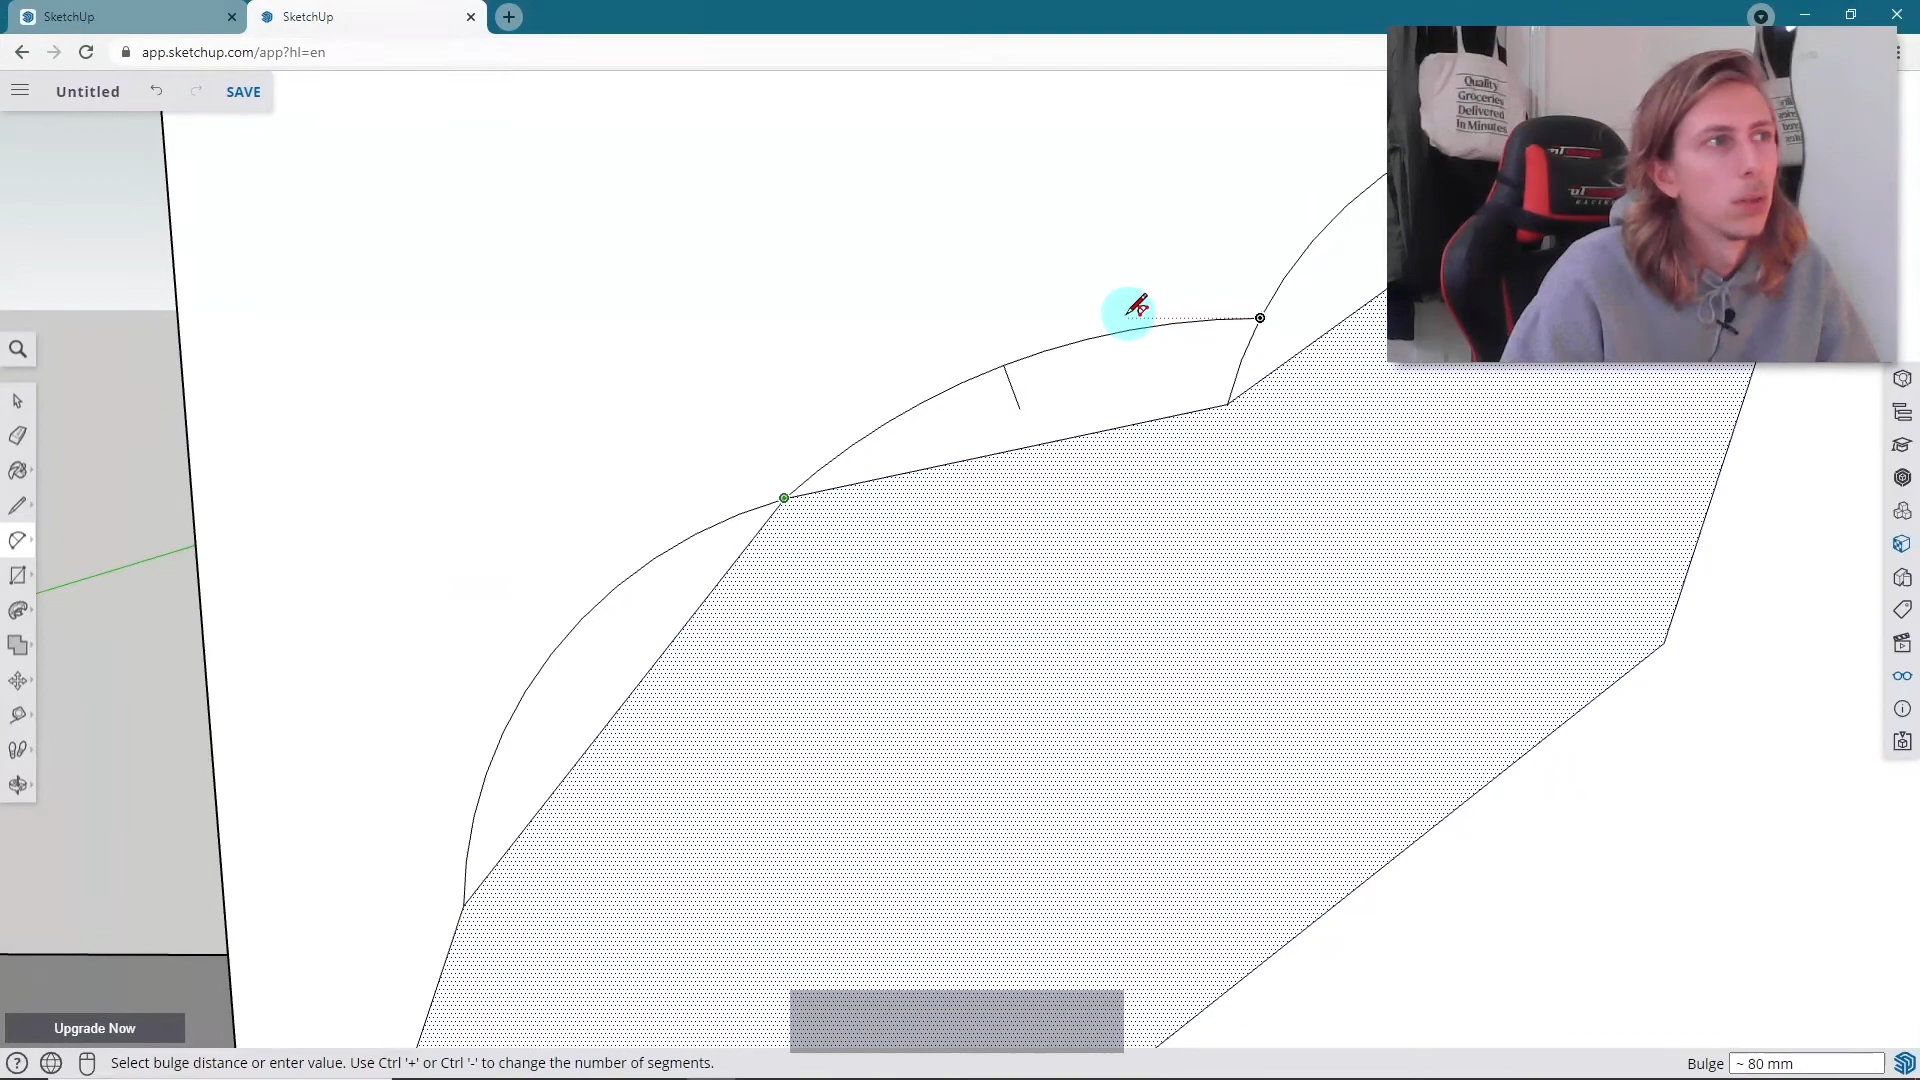 SketchUp
SketchUp
app.sketchup.com/app?hl=en
Untitled
SAVE
Quality
Groceries
Delivered
In Minutes
RACING
Upgrade Now
Select bulge distance or enter value. Use Ctrl '+' or Ctrl '-' to change the number of segments.
Bulge
~ 80 mm